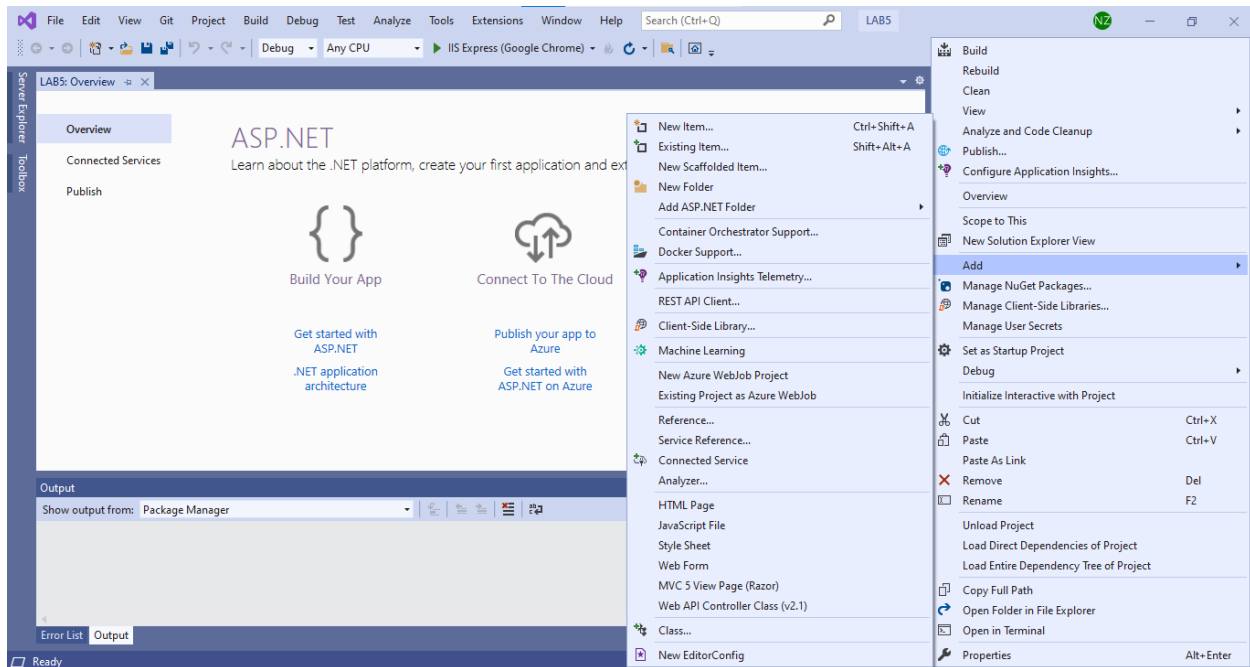 File Edit View Git Project Build Debug Test Analyze Tools Extensions Window Help Search (Ctrl+Q) LAB5 NZ
Debug Any CPU IIS Express (Google Chrome)
Server Explorer
Toolbox
LAB5: Overview
Overview
Connected Services
Publish
ASP.NET
Learn about the .NET platform, create your first application and ext
Build Your App
Connect To The Cloud
Get started with
ASP.NET
Publish your app to
Azure
.NET application
architecture
Get started with
ASP.NET on Azure
Output
Show output from: Package Manager
Error List Output
Ready
New Item... Ctrl+Shift+A
Existing Item... Shift+Alt+A
New Scaffolded Item...
New Folder
Add ASP.NET Folder
Container Orchestrator Support...
Docker Support...
Application Insights Telemetry...
REST API Client...
Client-Side Library...
Machine Learning
New Azure WebJob Project
Existing Project as Azure WebJob
Reference...
Service Reference...
Connected Service
Analyzer...
HTML Page
JavaScript File
Style Sheet
Web Form
MVC 5 View Page (Razor)
Web API Controller Class (v2.1)
Class...
New EditorConfig
Build
Rebuild
Clean
View
Analyze and Code Cleanup
Publish...
Configure Application Insights...
Overview
Scope to This
New Solution Explorer View
Add
Manage NuGet Packages...
Manage Client-Side Libraries...
Manage User Secrets
Set as Startup Project
Debug
Initialize Interactive with Project
Cut Ctrl+X
Paste Ctrl+V
Paste As Link
Remove Del
Rename F2
Unload Project
Load Direct Dependencies of Project
Load Entire Dependency Tree of Project
Copy Full Path
Open Folder in File Explorer
Open in Terminal
Properties Alt+Enter